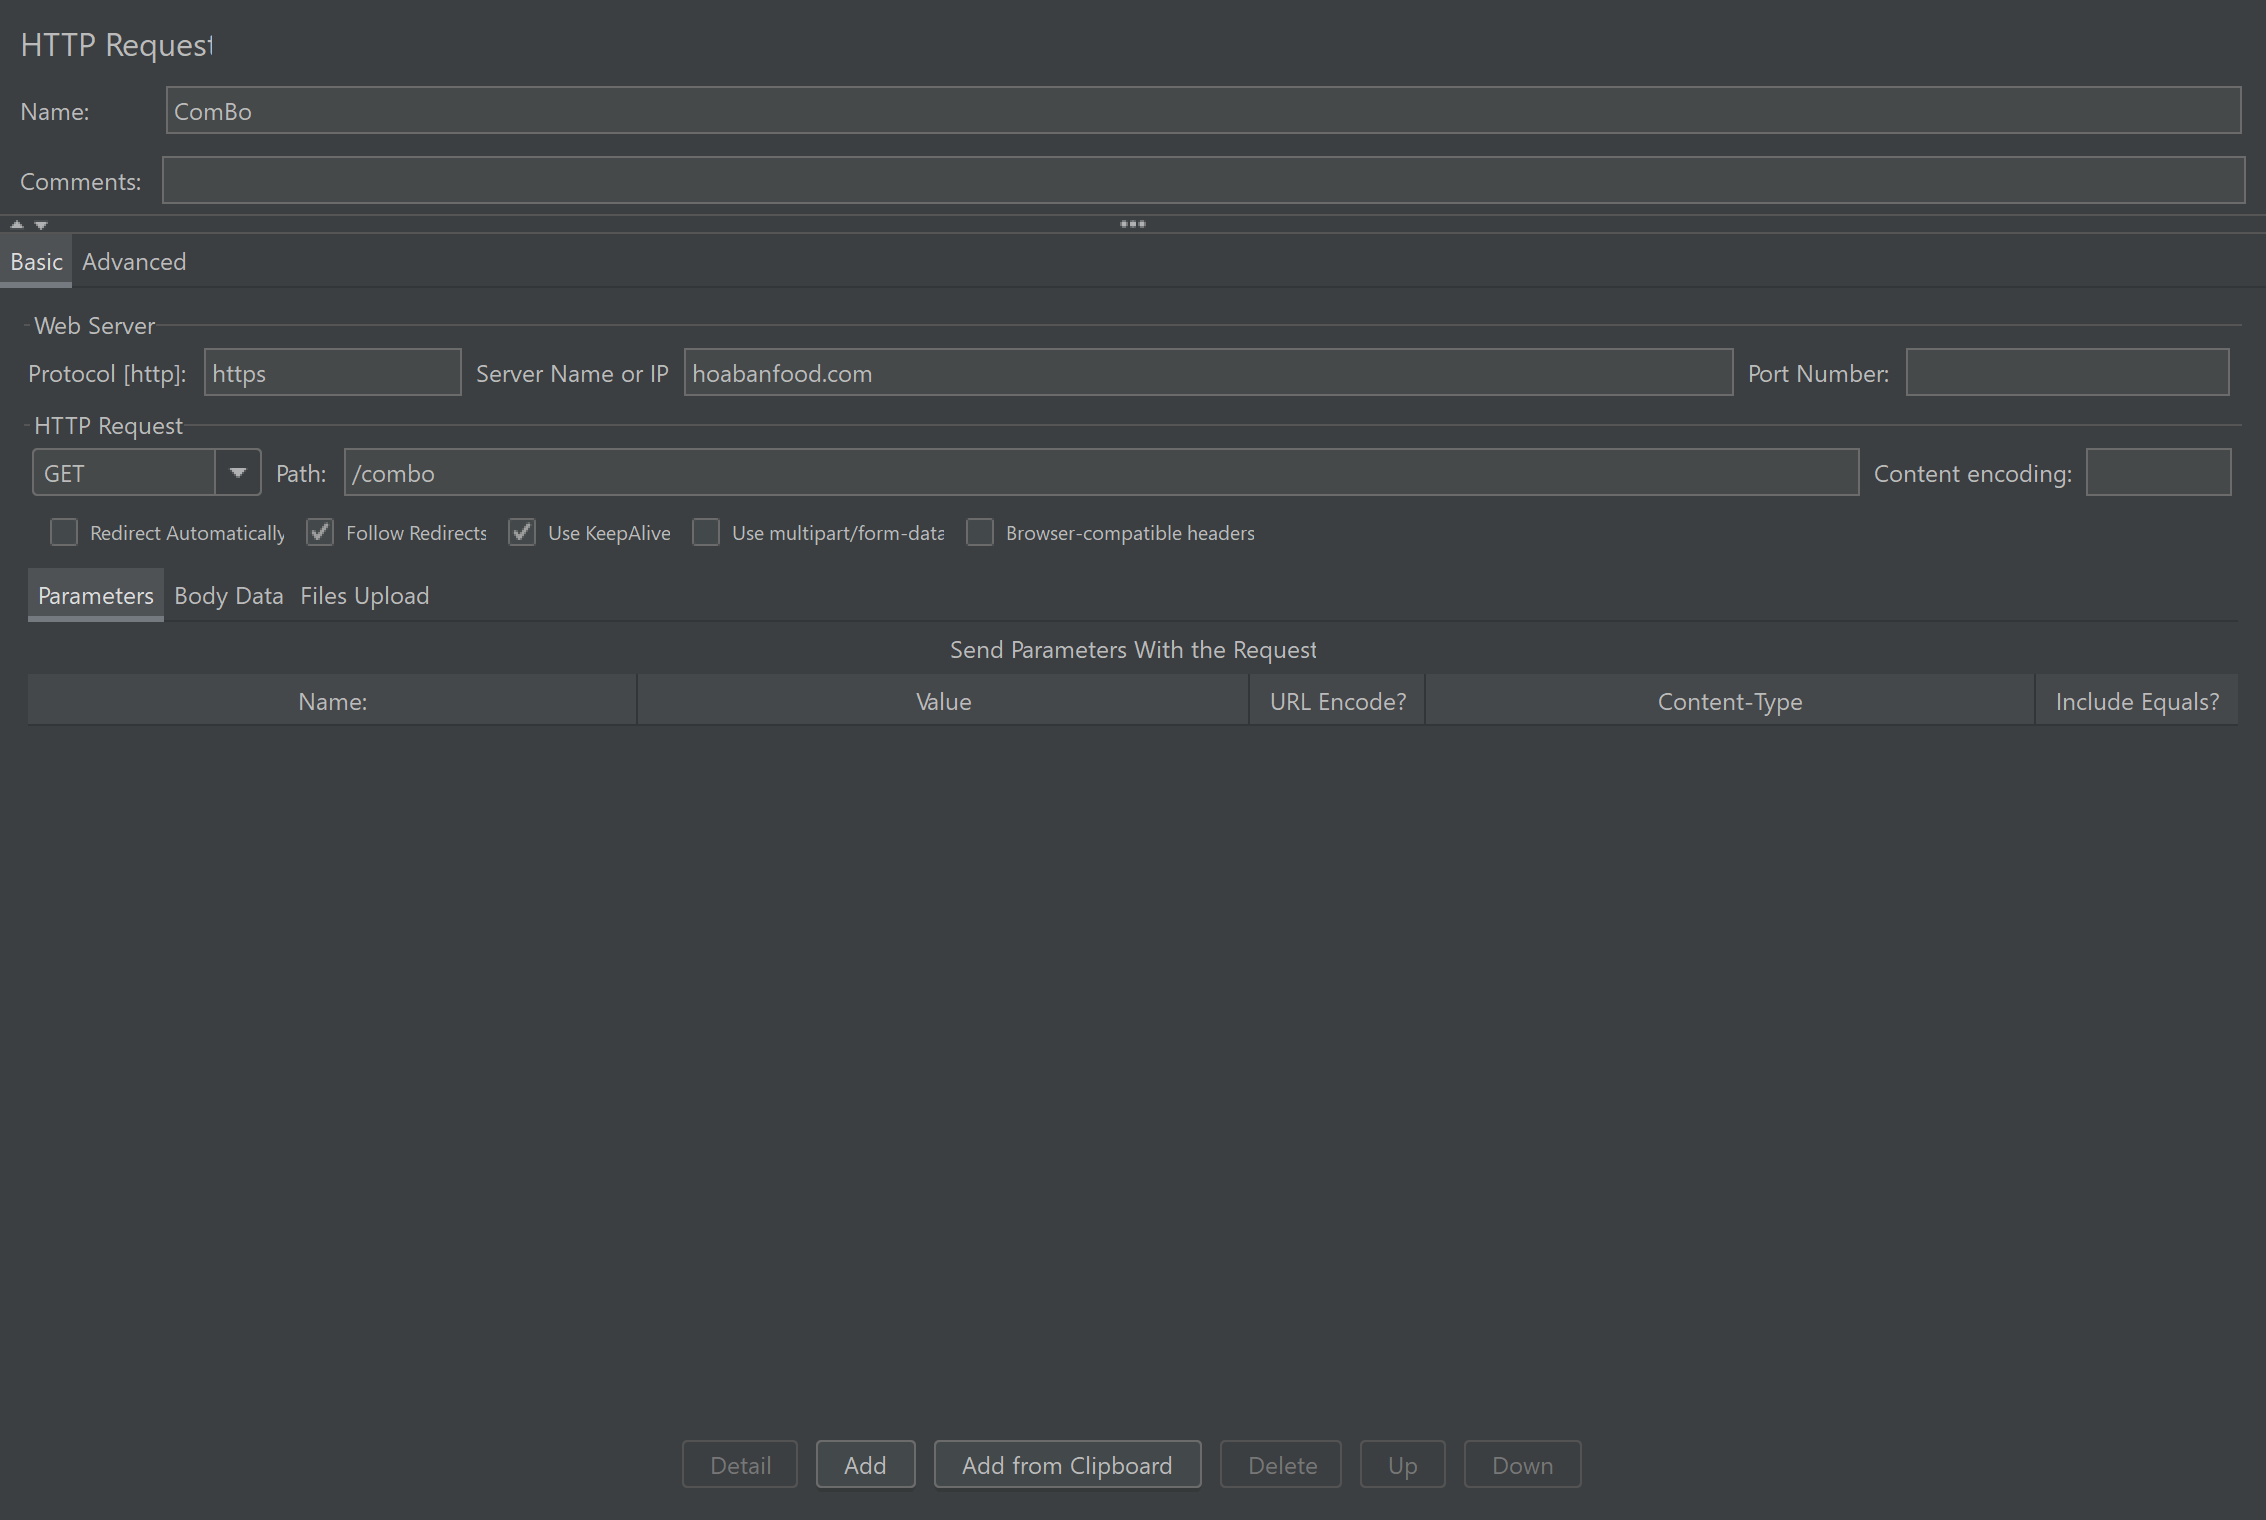 HTTP Request
Name: ComBo
Comments:
Basic Advanced
Web Server
Protocol [http]: https Server Name or IP hoabanfood.com Port Number:
HTTP Request
GET Path: /combo Content encoding:
Redirect Automatically Follow Redirects Use KeepAlive Use multipart/form-data Browser-compatible headers
Parameters Body Data Files Upload
Send Parameters With the Request
Name: Value URL Encode? Content-Type Include Equals?
Detail Add Add from Clipboard Delete Up Down